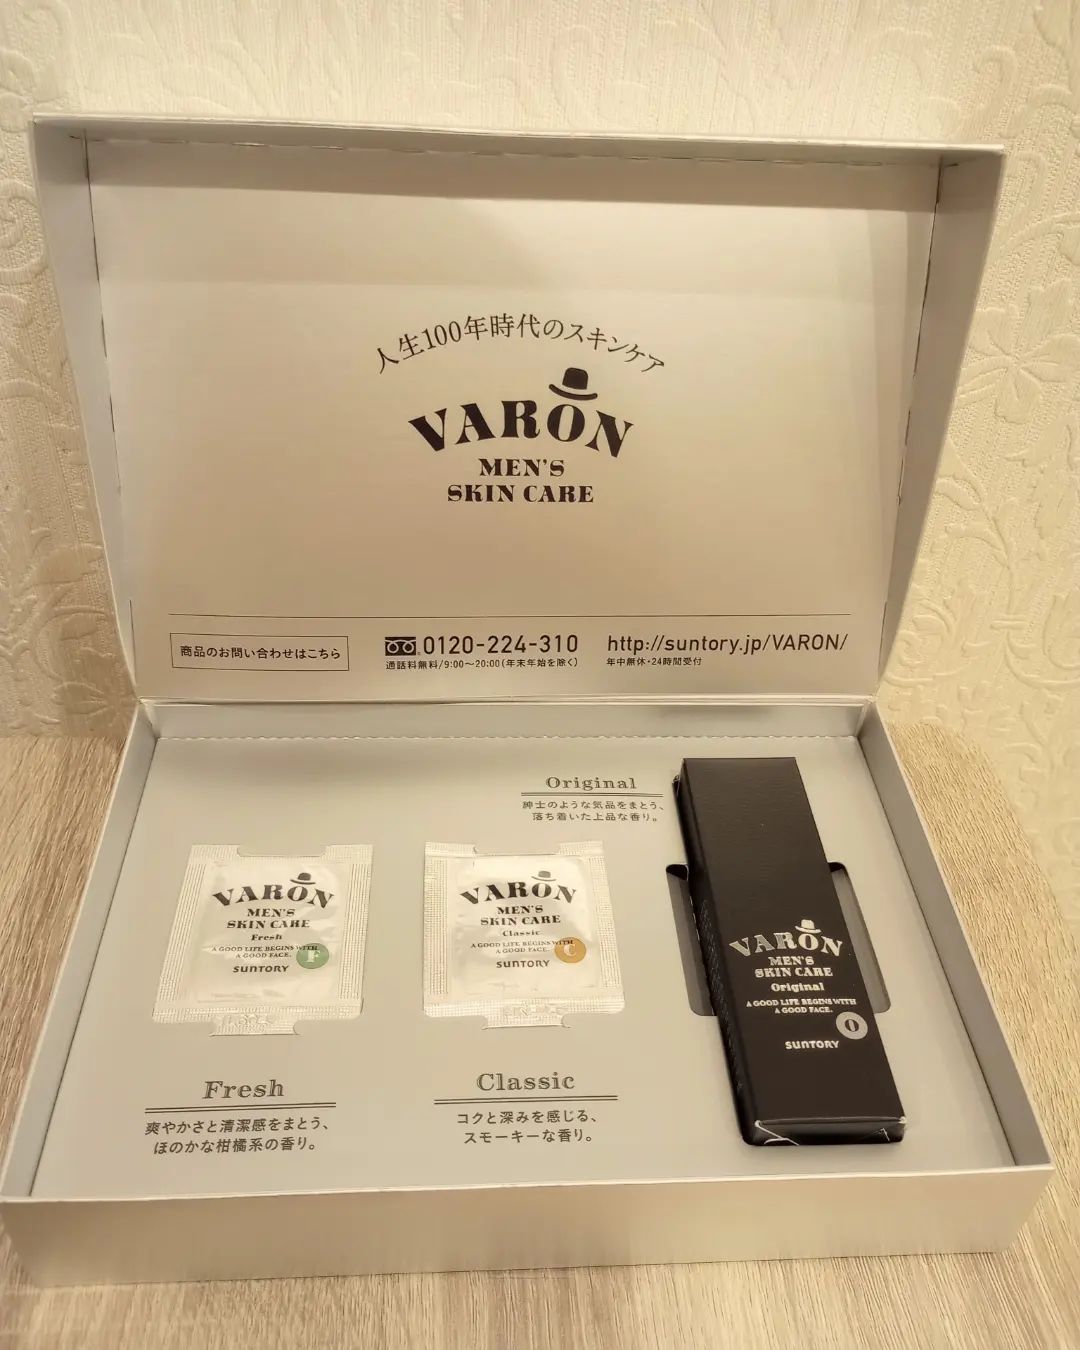 人生100年時代のスキンケア
VARON
MEN'S
SKIN CARE
商品のお問い合わせはこちら
0120-224-310
通話料無料/9:00〜20:00(年末年始を除く)
http://suntory.jp/VARON/
年中無休・24時間受付
Original
紳士のような気品をまとう、
落ち着いた上品な香り。
VARON
MEN'S
SKIN CARE
Fresh
A GOOD LIFE BEGINS WITH
A GOOD FACE.
F
SUNTORY
Fresh
爽やかさと清潔感をまとう、
ほのかな柑橘系の香り。
VARON
MEN'S
SKIN CARE
Classic
A GOOD LIFE BEGINS WITH
A GOOD FACE.
C
SUNTORY
Classic
コクと深みを感じる、
スモーキーな香り。
VARON
MEN'S
SKIN CARE
Original
A GOOD LIFE BEGINS WITH
A GOOD FACE.
O
SUNTORY